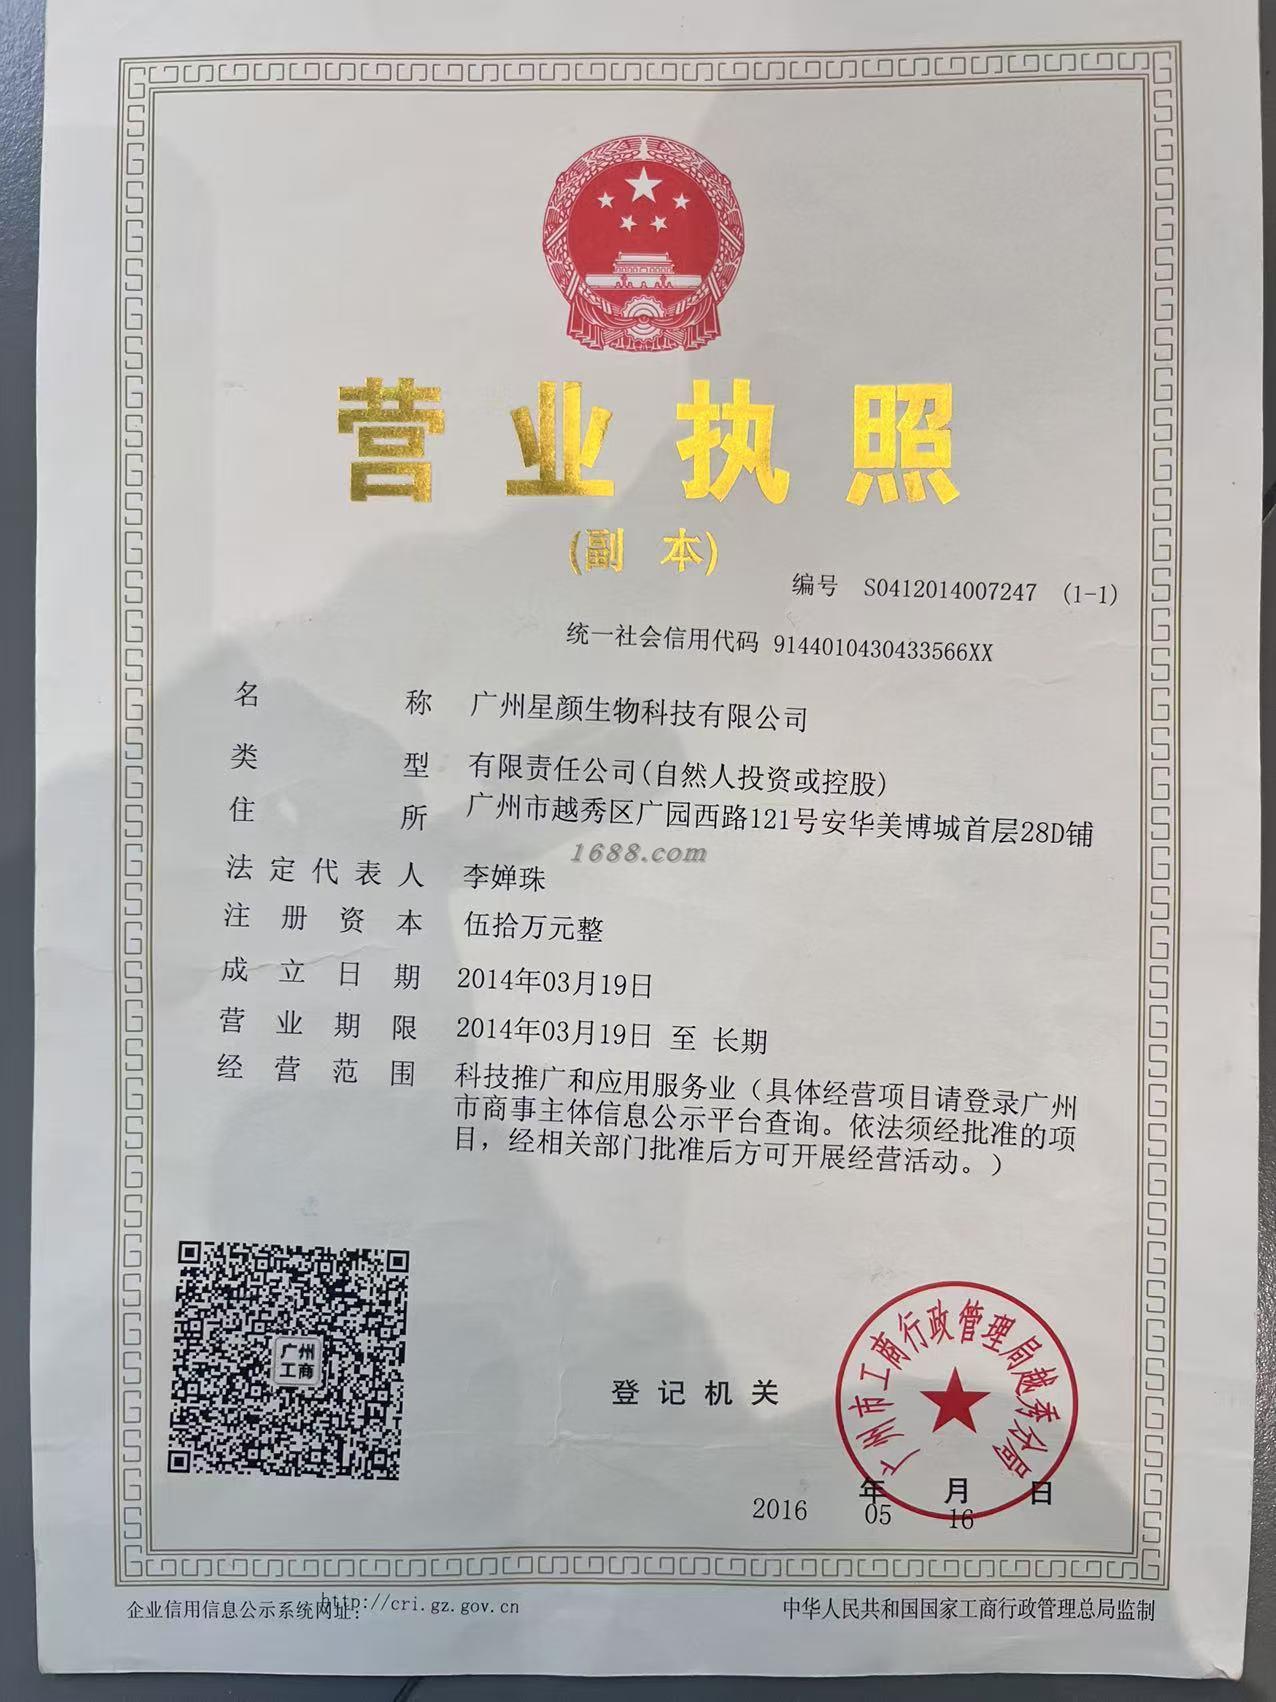 营业执照
(副 本)
编号 S0412014007247 (1-1)
统一社会信用代码 9144010430433566XX
名称 广州星颜生物科技有限公司
类型 有限责任公司(自然人投资或控股)
住所 广州市越秀区广园西路121号安华美博城首层28D铺
1688.com
法定代表人 李婵珠
注册资本 伍拾万元整
成立日期 2014年03月19日
营业期限 2014年03月19日 至 长期
经营范围 科技推广和应用服务业（具体经营项目请登录广州
市商事主体信息公示平台查询。依法须经批准的项
目，经相关部门批准后方可开展经营活动。）
广州
工商
登记机关
广州市工商行政管理局越秀分局
年 月 日
2016 05 16
企业信用信息公示系统网址: http://cri.gz.gov.cn
中华人民共和国国家工商行政管理总局监制